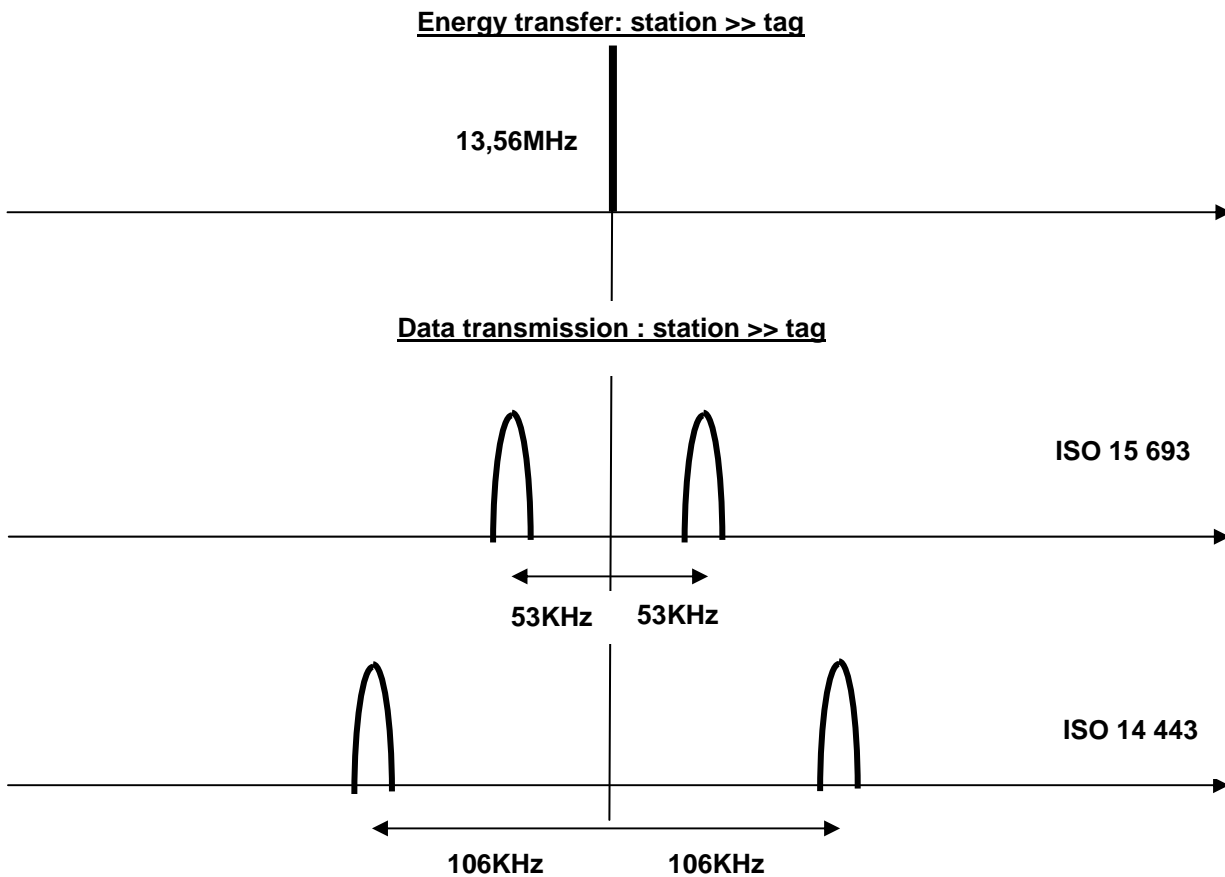 Energy transfer: station >> tag
13,56MHz
Data transmission : station >> tag
ISO 15 693
53KHz 53KHz
ISO 14 443
106KHz 106KHz